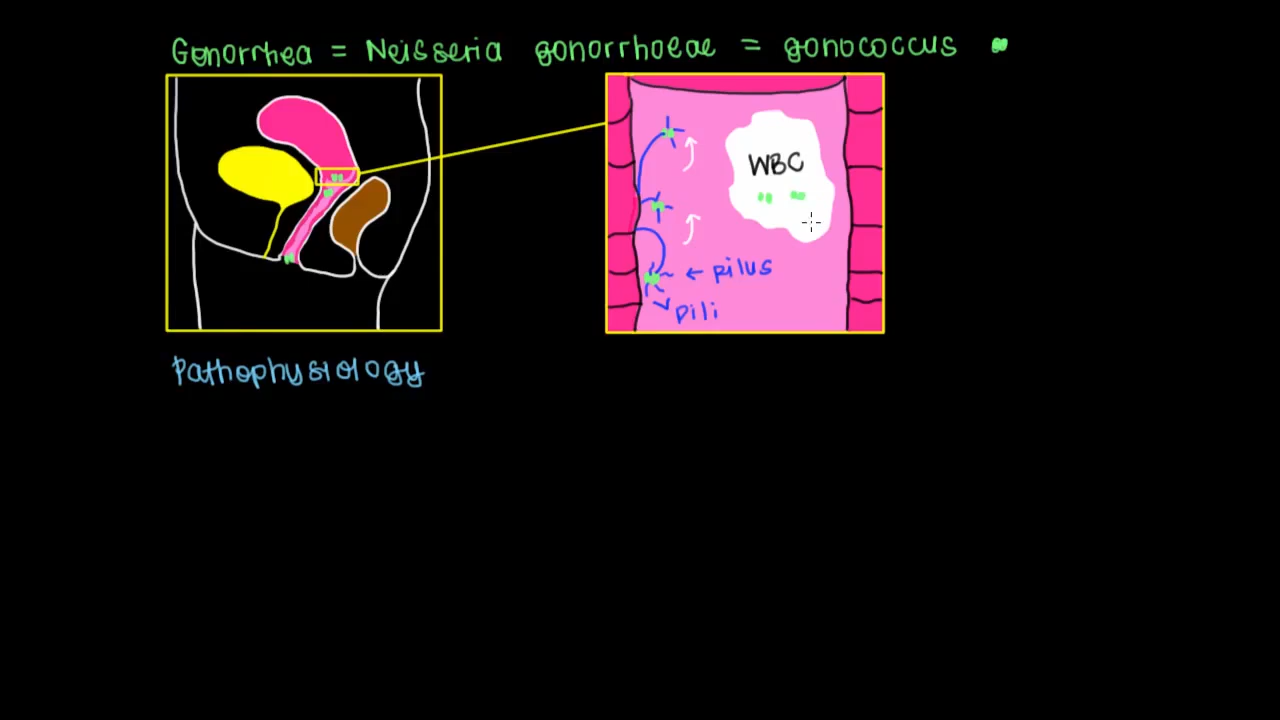 Gonorrhea = Neisseria gonorrhoeae = gonococcus
WBC
← pilus
pili
Pathophysiology